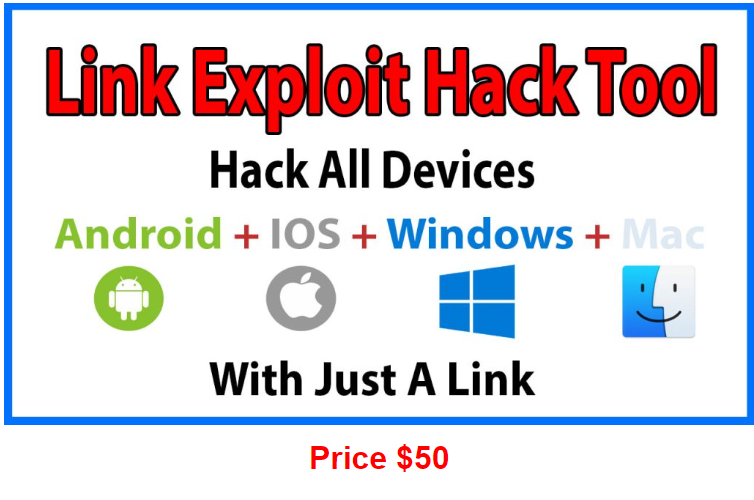 Link Exploit Hack Tool
Hack All Devices
Android + IOS + Windows + Mac
With Just A Link
Price $50